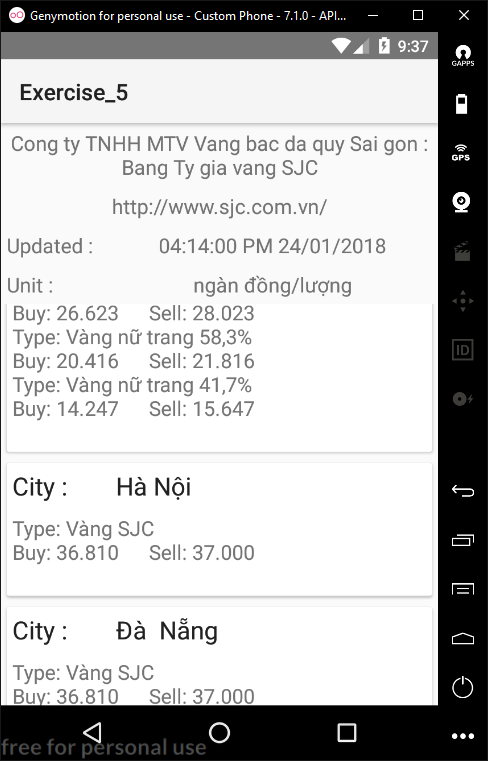 Genymotion for personal use - Custom Phone - 7.1.0 - API...
9:37
GAPPS
Exercise_5
Cong ty TNHH MTV Vang bac da quy Sai gon :
Bang Ty gia vang SJC
GPS
http://www.sjc.com.vn/
Updated : 04:14:00 PM 24/01/2018
Unit : ngàn đồng/lượng
Buy: 26.623 Sell: 28.023
Type: Vàng nữ trang 58,3%
ID
Buy: 20.416 Sell: 21.816
Type: Vàng nữ trang 41,7%
Buy: 14.247 Sell: 15.647
City : Hà Nội
Type: Vàng SJC
Buy: 36.810 Sell: 37.000
City : Đà Nẵng
Type: Vàng SJC
Buy: 36.810 Sell: 37.000
free for personal use